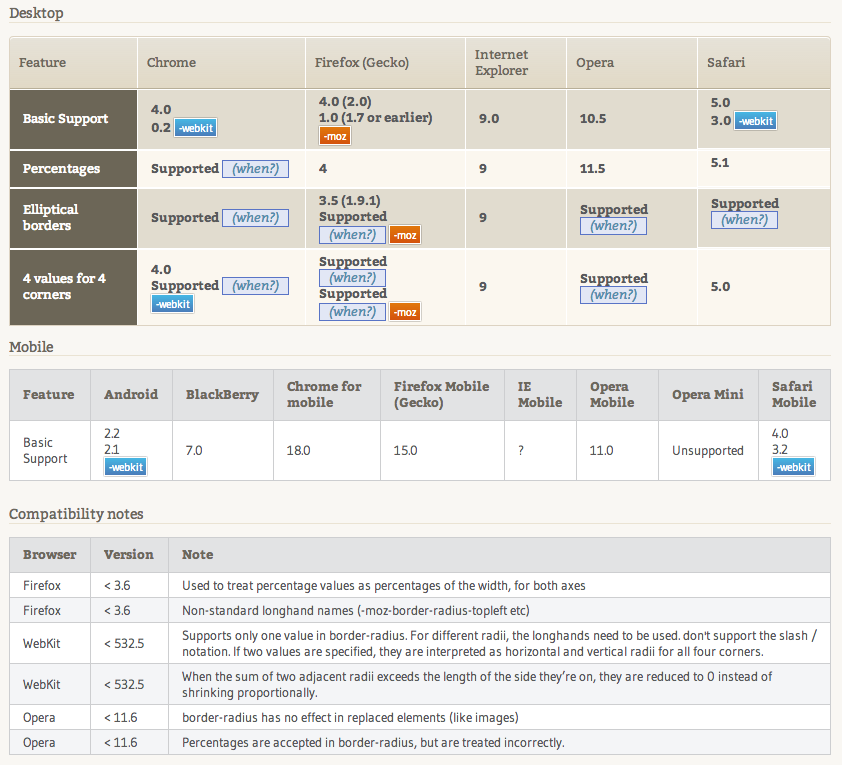 Desktop
Feature Chrome Firefox (Gecko) Internet Explorer Opera Safari
Basic Support
4.0
0.2 -webkit
4.0 (2.0)
1.0 (1.7 or earlier)
-moz
9.0
10.5
5.0
3.0 -webkit
Percentages
Supported (when?)
4
9
11.5
5.1
Elliptical
borders
Supported (when?)
3.5 (1.9.1)
Supported
(when?) -moz
9
Supported
(when?)
Supported
(when?)
4 values for 4
corners
4.0
Supported (when?)
-webkit
Supported
(when?)
Supported
(when?) -moz
9
Supported
(when?)
5.0
Mobile
Feature Android BlackBerry Chrome for mobile Firefox Mobile (Gecko) IE Mobile Opera Mobile Opera Mini Safari Mobile
Basic
Support
2.2
2.1
-webkit
7.0
18.0
15.0
?
11.0
Unsupported
4.0
3.2
-webkit
Compatibility notes
Browser Version Note
Firefox < 3.6 Used to treat percentage values as percentages of the width, for both axes
Firefox < 3.6 Non-standard longhand names (-moz-border-radius-topleft etc)
WebKit < 532.5 Supports only one value in border-radius. For different radii, the longhands need to be used. don't support the slash /
notation. If two values are specified, they are interpreted as horizontal and vertical radii for all four corners.
WebKit < 532.5 When the sum of two adjacent radii exceeds the length of the side they're on, they are reduced to 0 instead of
shrinking proportionally.
Opera < 11.6 border-radius has no effect in replaced elements (like images)
Opera < 11.6 Percentages are accepted in border-radius, but are treated incorrectly.